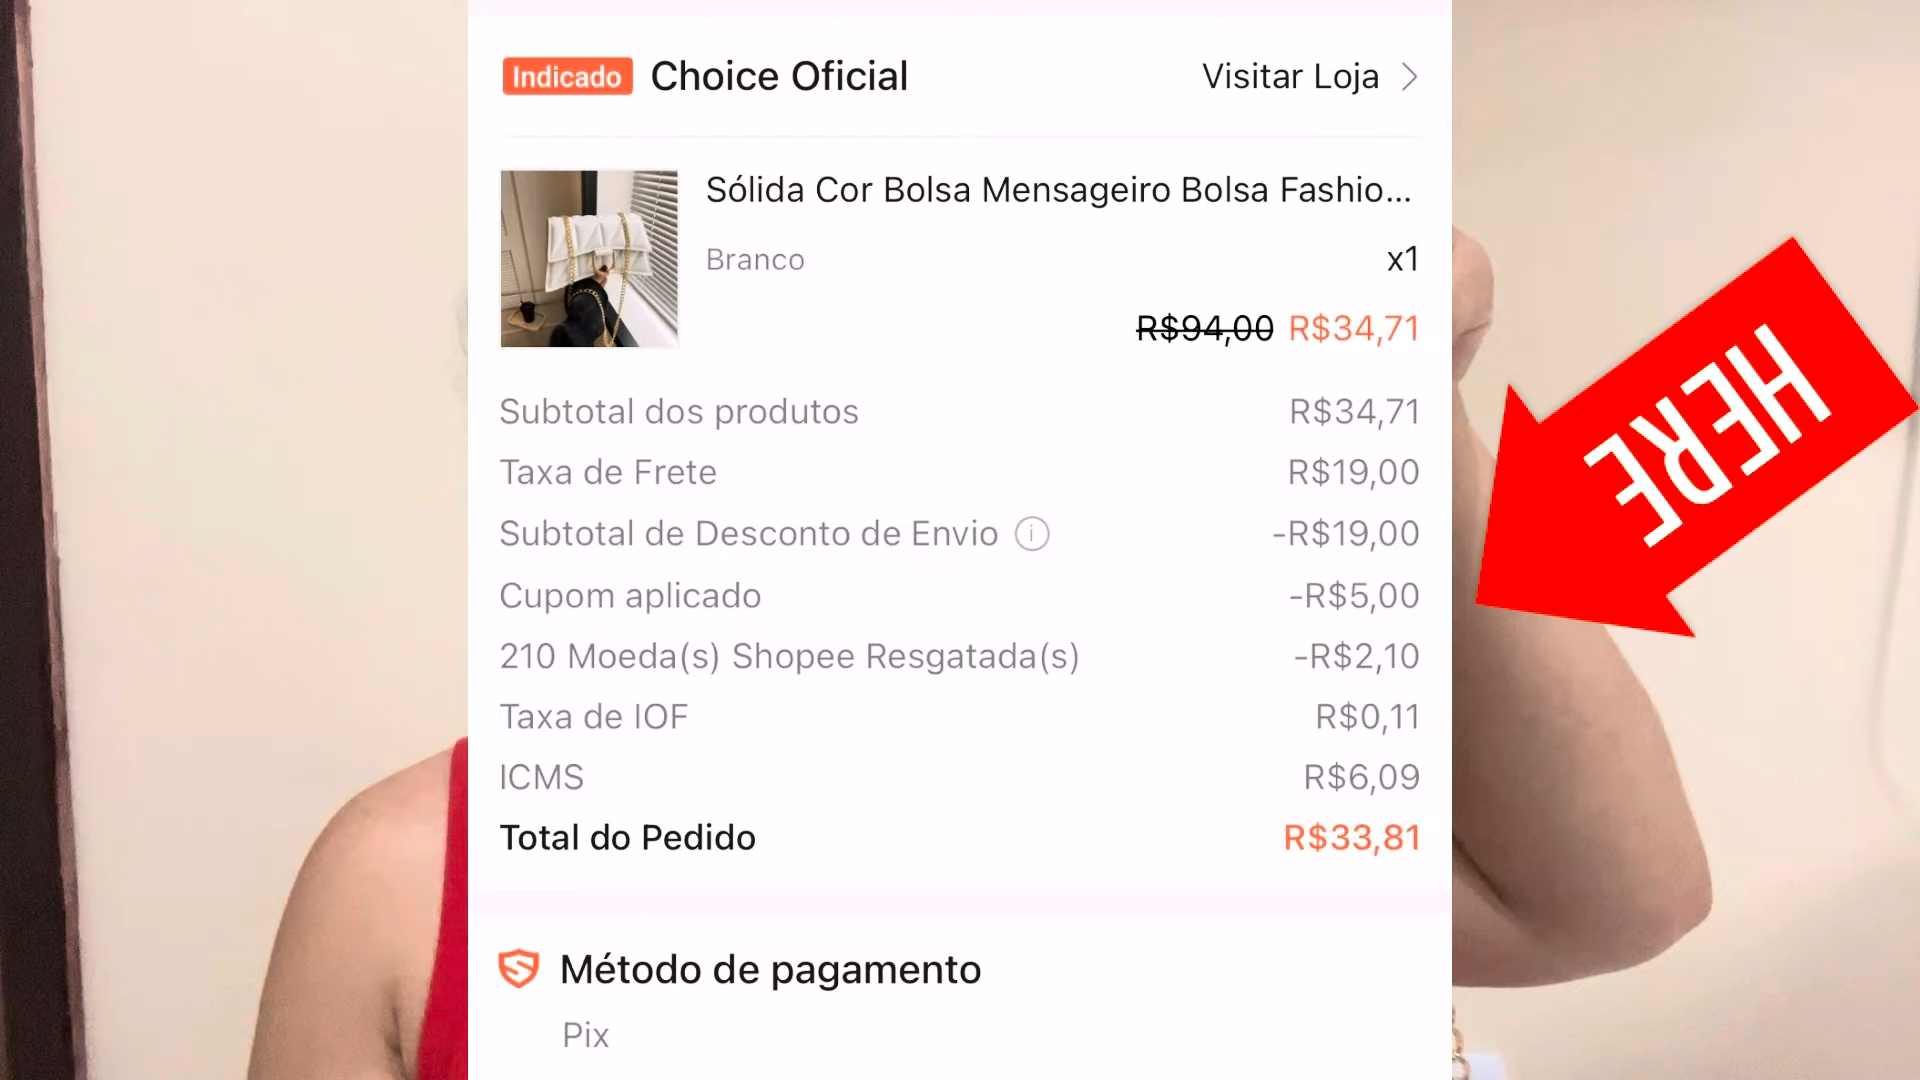 Indicado Choice Oficial Visitar Loja
Sólida Cor Bolsa Mensageiro Bolsa Fashio...
Branco x1
R$94,00 R$34,71
Subtotal dos produtos R$34,71
Taxa de Frete R$19,00
Subtotal de Desconto de Envio -R$19,00
Cupom aplicado -R$5,00
210 Moeda(s) Shopee Resgatada(s) -R$2,10
Taxa de IOF R$0,11
ICMS R$6,09
Total do Pedido R$33,81
Método de pagamento
Pix
HERE